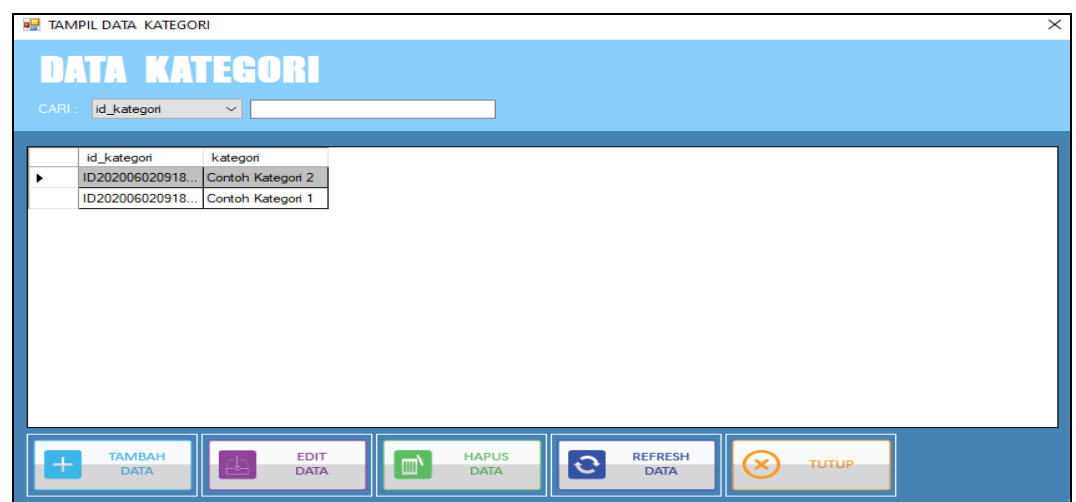 TAMPIL DATA  KATEGORI
DATA KATEGORI
CARI : id_kategori
id_kategori kategori
ID202006020918... Contoh Kategori 2
ID202006020918... Contoh Kategori 1
TAMBAH DATA
EDIT DATA
HAPUS DATA
REFRESH DATA
TUTUP